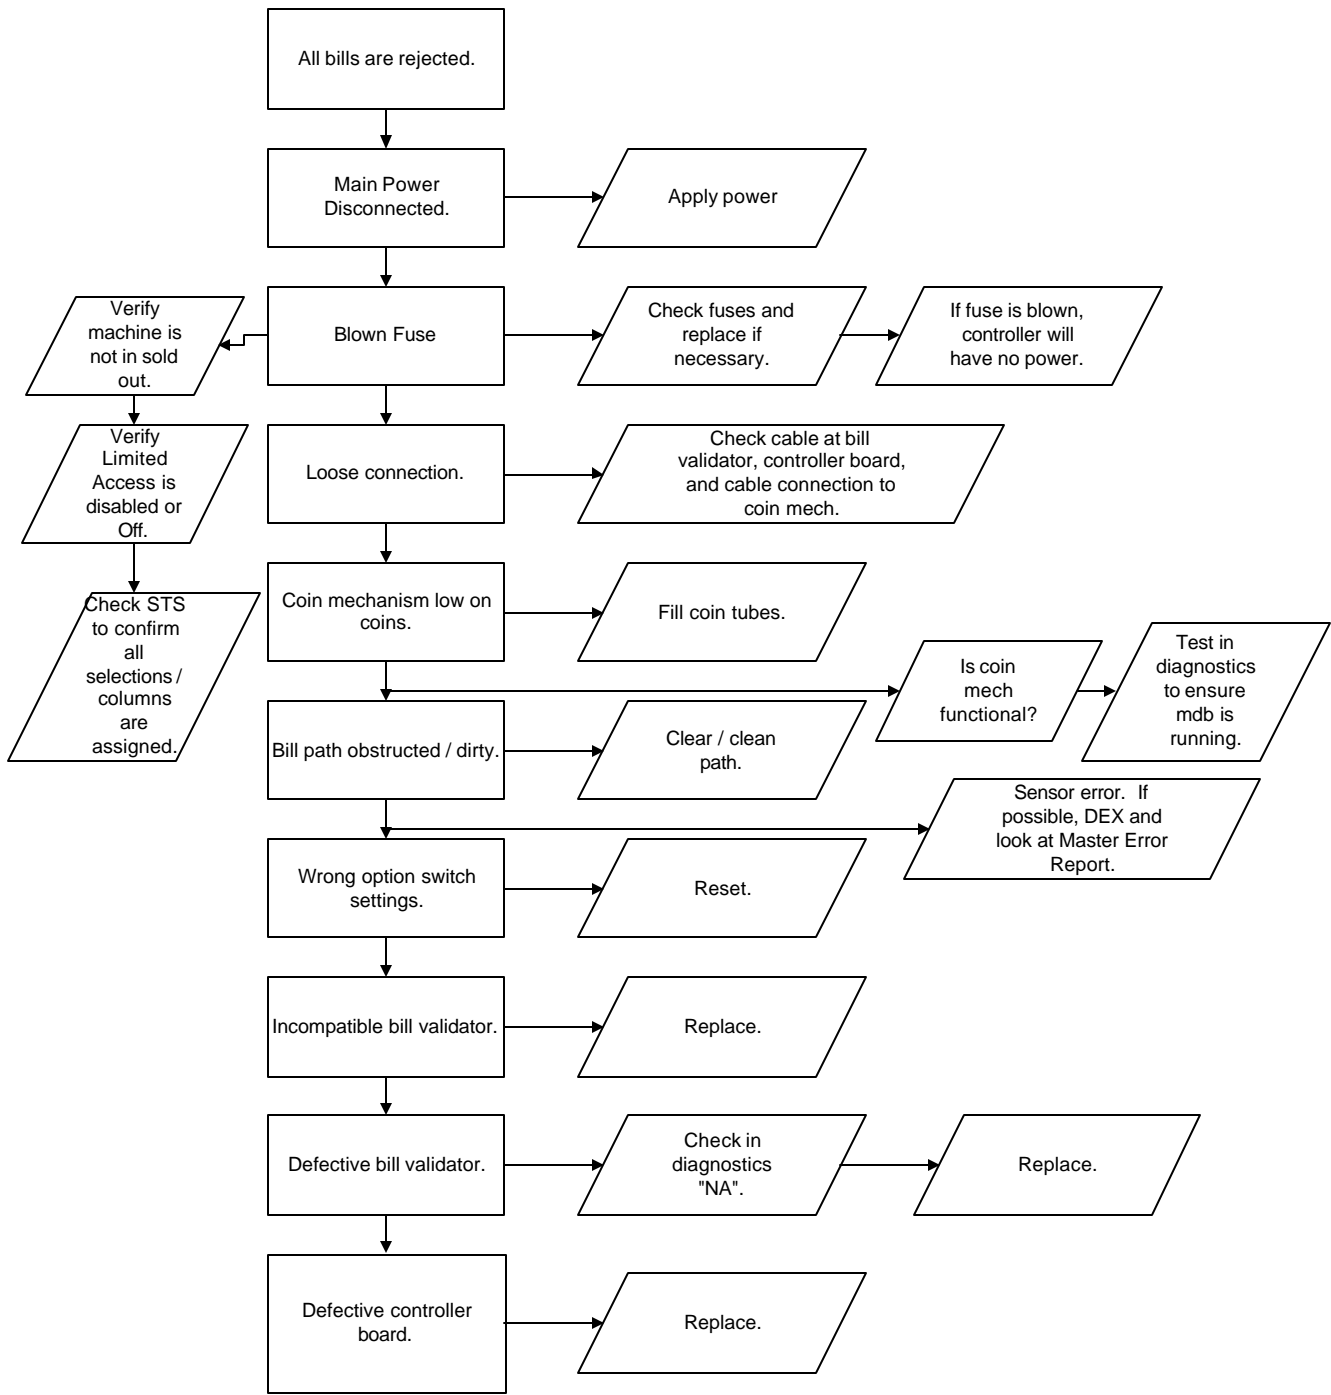 All bills are rejected.
Main Power
Disconnected.
Apply power
Verify
machine is
not in sold
out.
Blown Fuse
Check fuses and
replace if
necessary.
If fuse is blown,
controller will
have no power.
Verify
Limited
Access is
disabled or
Off.
Loose connection.
Check cable at bill
validator, controller board,
and cable connection to
coin mech.
Check STS
to confirm
all
selections /
columns
are
assigned.
Coin mechanism low on
coins.
Fill coin tubes.
Is coin
mech
functional?
Test in
diagnostics
to ensure
mdb is
running.
Bill path obstructed / dirty.
Clear / clean
path.
Sensor error. If
possible, DEX and
look at Master Error
Report.
Wrong option switch
settings.
Reset.
Incompatible bill validator.
Replace.
Defective bill validator.
Check in
diagnostics
"NA".
Replace.
Defective controller
board.
Replace.